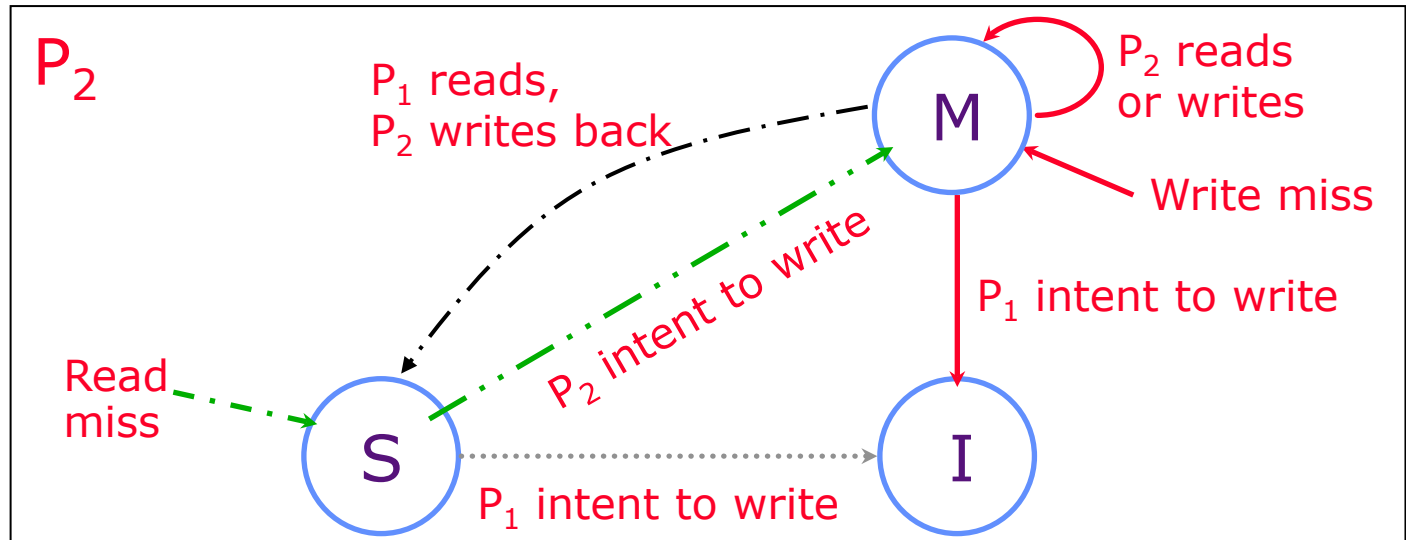 P₂
P₁ reads,
P₂ writes back
P₂ reads
or writes
M
Write miss
P₂ intent to write
P₁ intent to write
Read
miss
S
I
P₁ intent to write